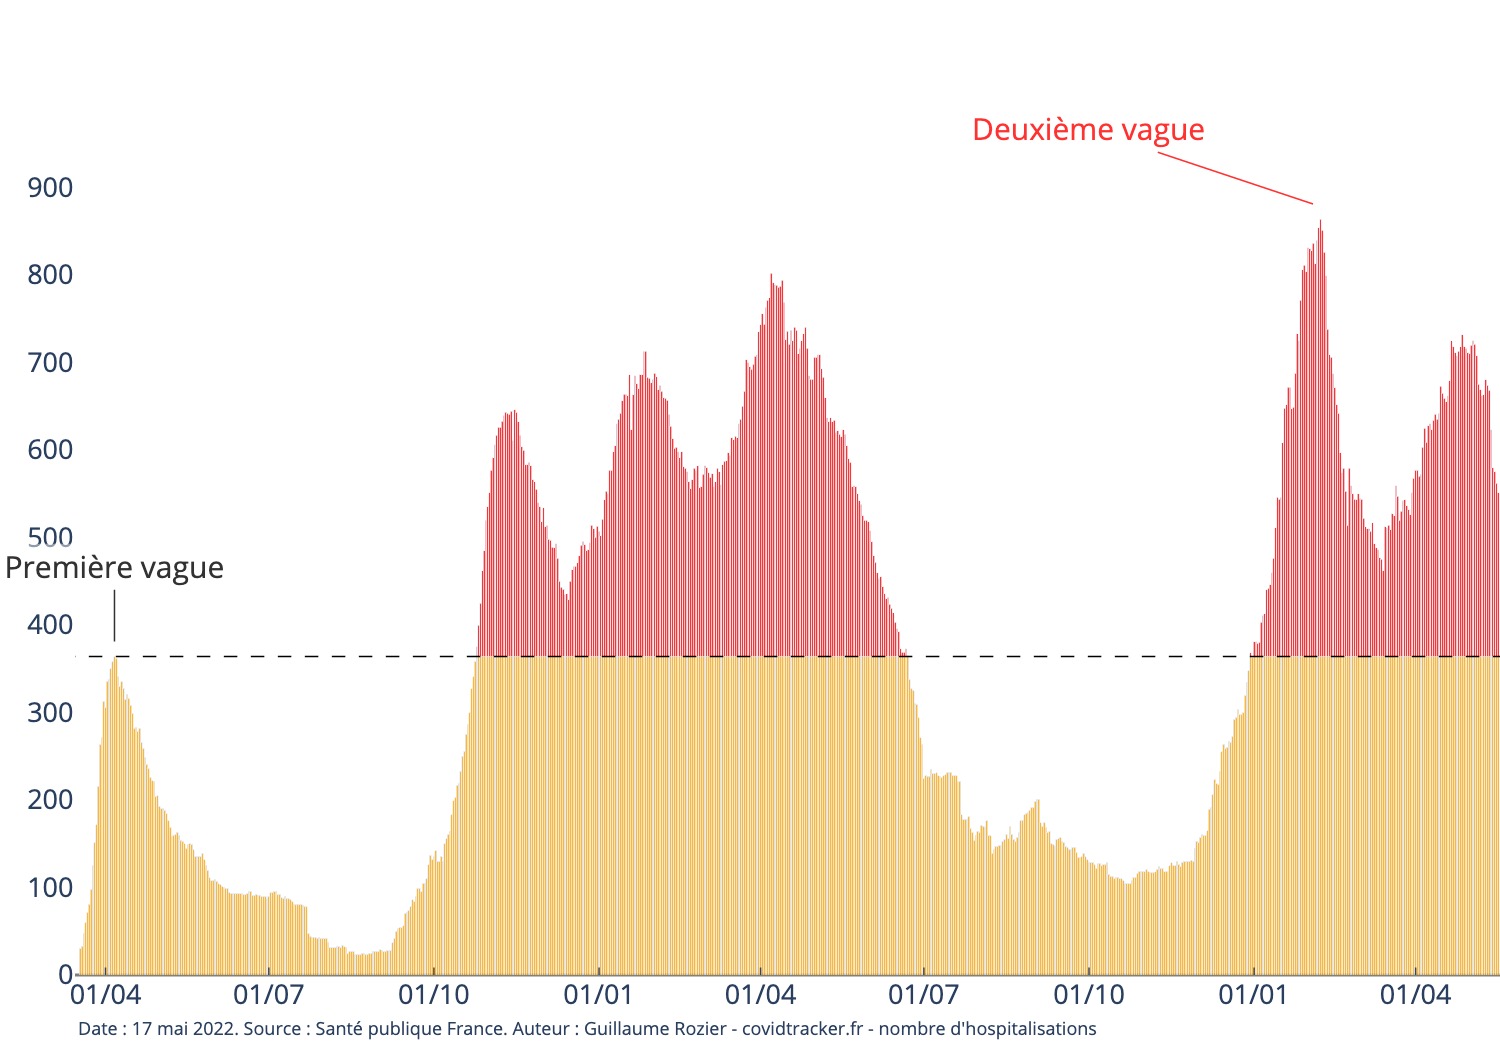 Deuxième vague
900
800
700
600
500
Première vague
400
300
200
100
0
01/04 01/07 01/10 01/01 01/04 01/07 01/10 01/01 01/04
Date : 17 mai 2022. Source : Santé publique France. Auteur : Guillaume Rozier - covidtracker.fr - nombre d'hospitalisations